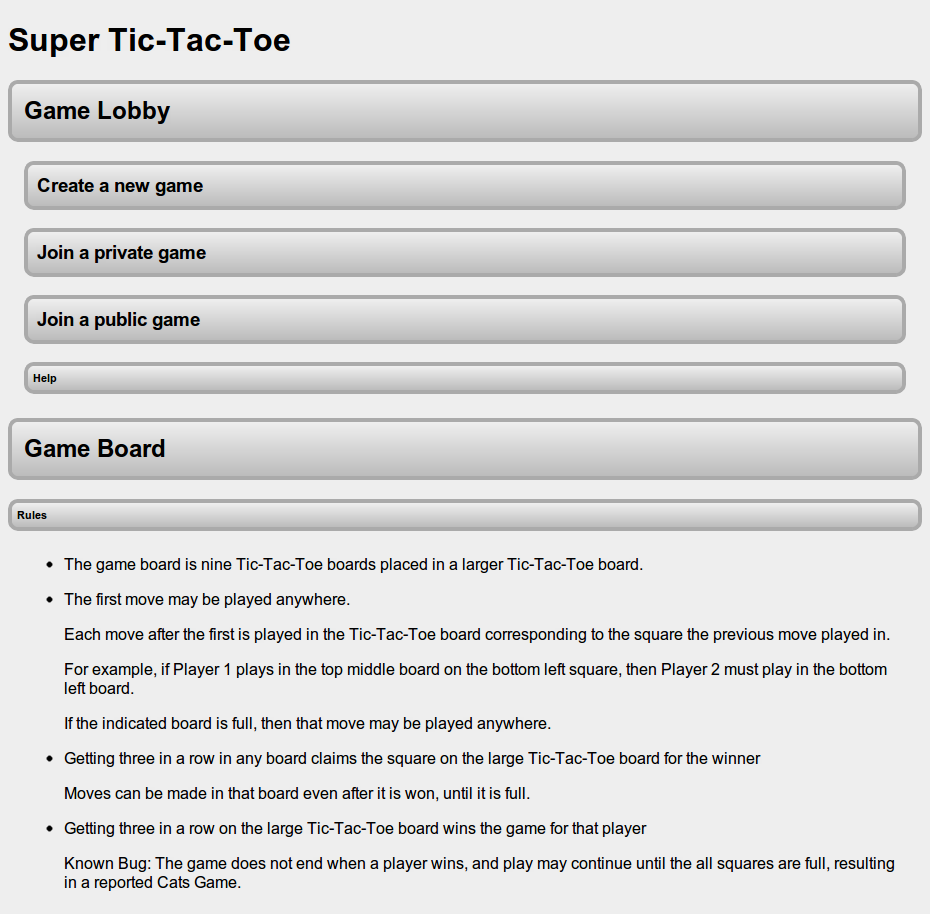 Super Tic-Tac-Toe
Game Lobby
Create a new game
Join a private game
Join a public game
Help
Game Board
Rules
The game board is nine Tic-Tac-Toe boards placed in a larger Tic-Tac-Toe board.
The first move may be played anywhere.
Each move after the first is played in the Tic-Tac-Toe board corresponding to the square the previous move played in.
For example, if Player 1 plays in the top middle board on the bottom left square, then Player 2 must play in the bottom
left board.
If the indicated board is full, then that move may be played anywhere.
Getting three in a row in any board claims the square on the large Tic-Tac-Toe board for the winner
Moves can be made in that board even after it is won, until it is full.
Getting three in a row on the large Tic-Tac-Toe board wins the game for that player
Known Bug: The game does not end when a player wins, and play may continue until the all squares are full, resulting
in a reported Cats Game.